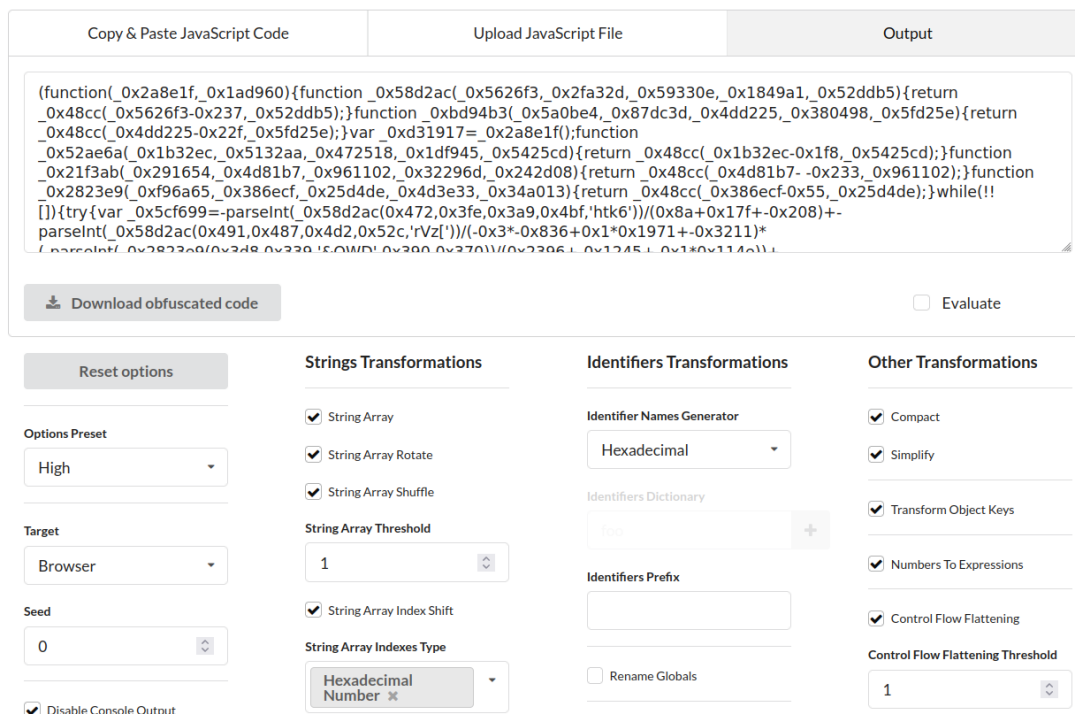 Copy & Paste JavaScript Code
Upload JavaScript File
Output
(function(_0x2a8e1f,_0x1ad960){function _0x58d2ac(_0x5626f3,_0x2fa32d,_0x59330e,_0x1849a1,_0x52ddb5){return
_0x48cc(_0x5626f3-0x237,_0x52ddb5);}function _0xbd94b3(_0x5a0be4,_0x87dc3d,_0x4dd225,_0x380498,_0x5fd25e){return
_0x48cc(_0x4dd225-0x22f,_0x5fd25e);}var _0xd31917=_0x2a8e1f();function
_0x52ae6a(_0x1b32ec,_0x5132aa,_0x472518,_0x1df945,_0x5425cd){return _0x48cc(_0x1b32ec-0x1f8,_0x5425cd);}function
_0x21f3ab(_0x291654,_0x4d81b7,_0x961102,_0x32296d,_0x242d08){return _0x48cc(_0x4d81b7- -0x233,_0x961102);}function
_0x2823e9(_0xf96a65,_0x386ecf,_0x25d4de,_0x4d3e33,_0x34a013){return _0x48cc(_0x386ecf-0x55,_0x25d4de);}while(!!
[]){try{var _0x5cf699=-parseInt(_0x58d2ac(0x472,0x3fe,0x3a9,0x4bf,'htk6'))/(0x8a+0x17f+-0x208)+-
parseInt(_0x58d2ac(0x491,0x487,0x4d2,0x52c,'rVz['))/(-0x3*-0x836+0x1*0x1971+-0x3211)*
Download obfuscated code
Evaluate
Reset options
Strings Transformations
Identifiers Transformations
Other Transformations
String Array
Identifier Names Generator
Compact
Options Preset
Hexadecimal
String Array Rotate
Simplify
High
String Array Shuffle
Identifiers Dictionary
Transform Object Keys
String Array Threshold
foo
Target
1
Numbers To Expressions
Browser
Identifiers Prefix
Seed
String Array Index Shift
Control Flow Flattening
0
String Array Indexes Type
Control Flow Flattening Threshold
Hexadecimal
Number
Rename Globals
1
Disable Console Output